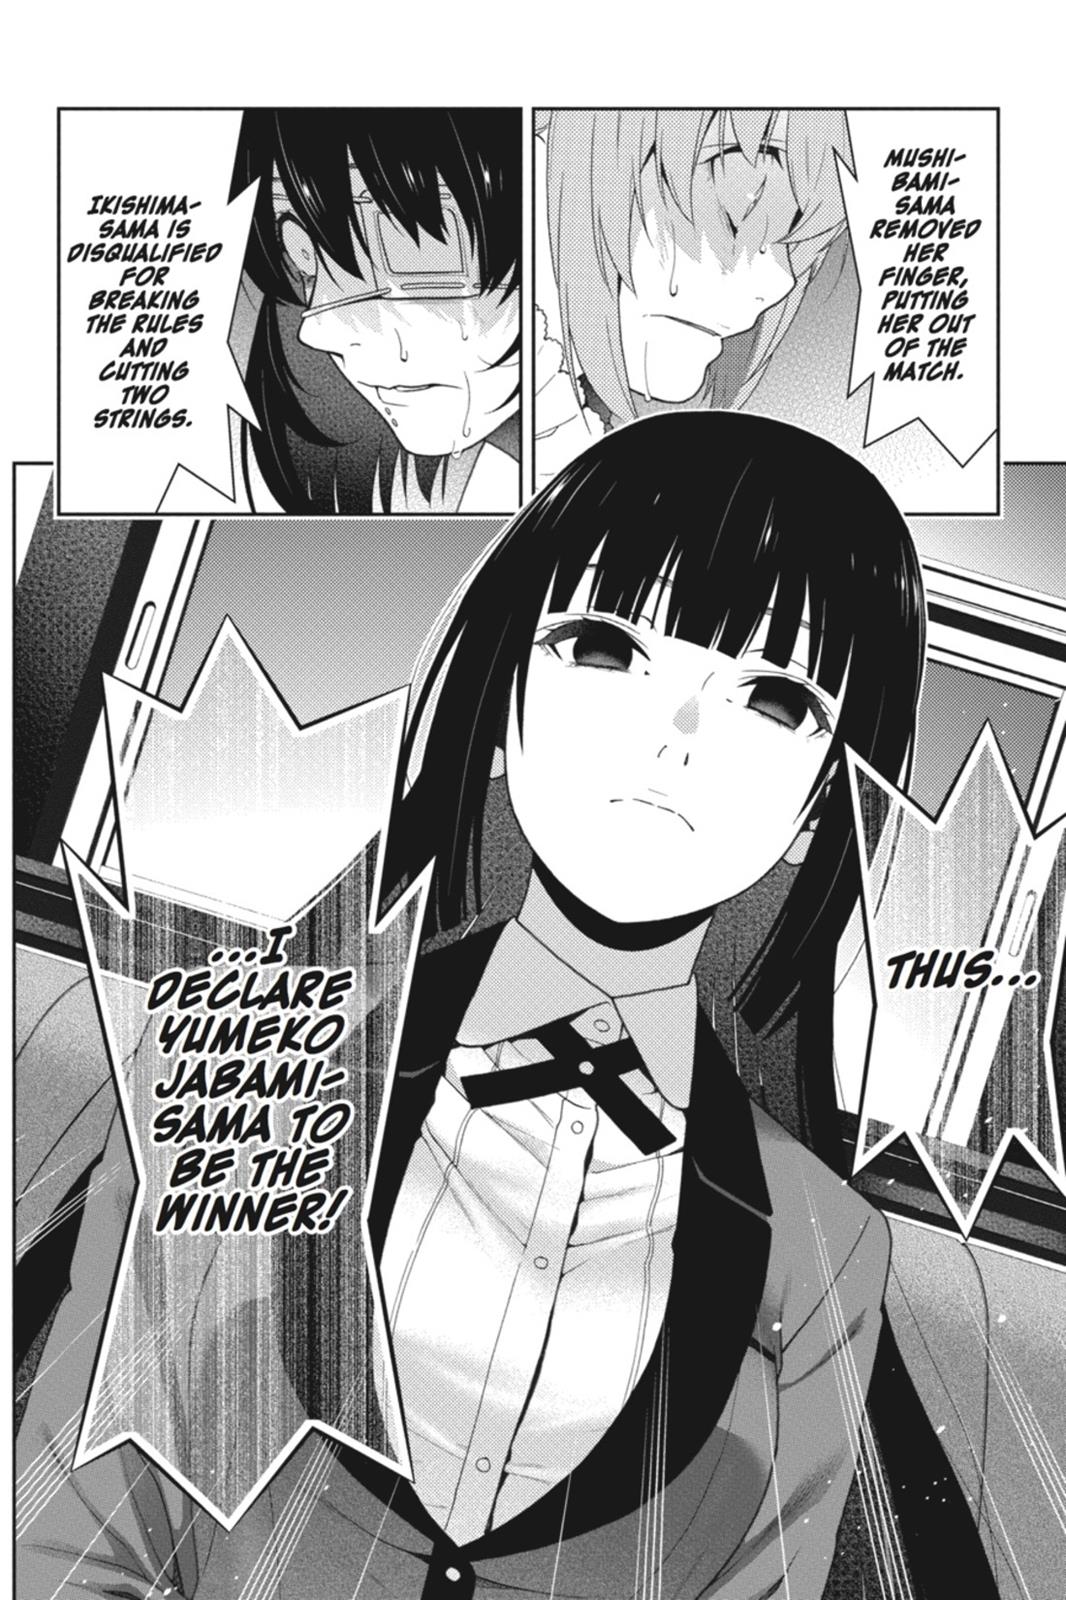 MUSHI-
BAMI-
SAMA
REMOVED
HER
FINGER,
PUTTING
HER OUT
OF THE
MATCH.
IKISHIMA-
SAMA IS
DISQUALIFIED
FOR
BREAKING
THE RULES
AND
CUTTING
TWO
STRINGS.
THUS...
...I
DECLARE
YUMEKO
JABAMI-
SAMA TO
BE THE
WINNER!